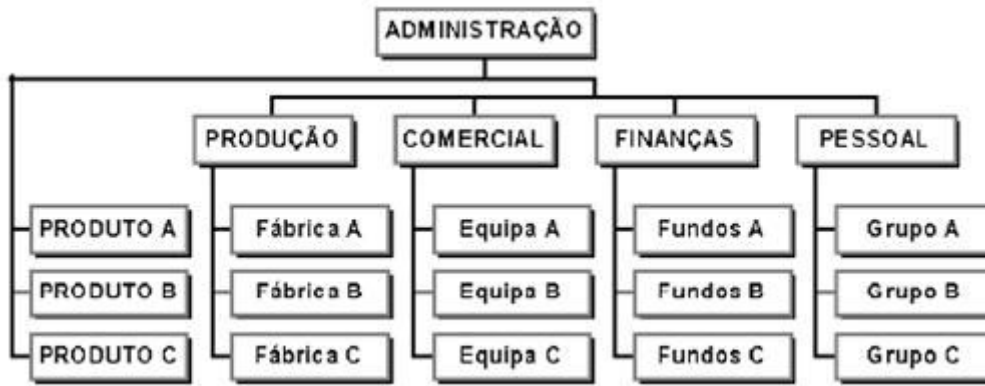 ADMINISTRAÇÃO
PRODUÇÃO COMERCIAL FINANÇAS PESSOAL
PRODUTO A Fábrica A Equipa A Fundos A Grupo A
PRODUTO B Fábrica B Equipa B Fundos B Grupo B
PRODUTO C Fábrica C Equipa C Fundos C Grupo C